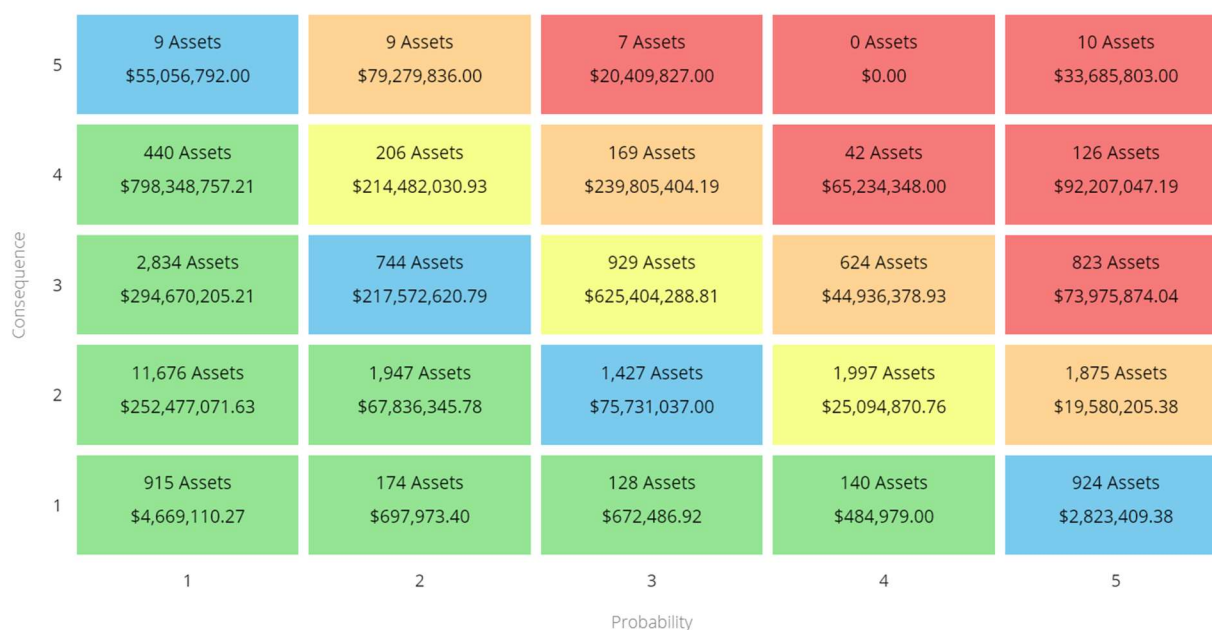 5
9 Assets
$55,056,792.00
9 Assets
$79,279,836.00
7 Assets
$20,409,827.00
0 Assets
$0.00
10 Assets
$33,685,803.00
4
440 Assets
$798,348,757.21
206 Assets
$214,482,030.93
169 Assets
$239,805,404.19
42 Assets
$65,234,348.00
126 Assets
$92,207,047.19
Consequence
3
2,834 Assets
$294,670,205.21
744 Assets
$217,572,620.79
929 Assets
$625,404,288.81
624 Assets
$44,936,378.93
823 Assets
$73,975,874.04
2
11,676 Assets
$252,477,071.63
1,947 Assets
$67,836,345.78
1,427 Assets
$75,731,037.00
1,997 Assets
$25,094,870.76
1,875 Assets
$19,580,205.38
1
915 Assets
$4,669,110.27
174 Assets
$697,973.40
128 Assets
$672,486.92
140 Assets
$484,979.00
924 Assets
$2,823,409.38
1 2 3 4 5
Probability